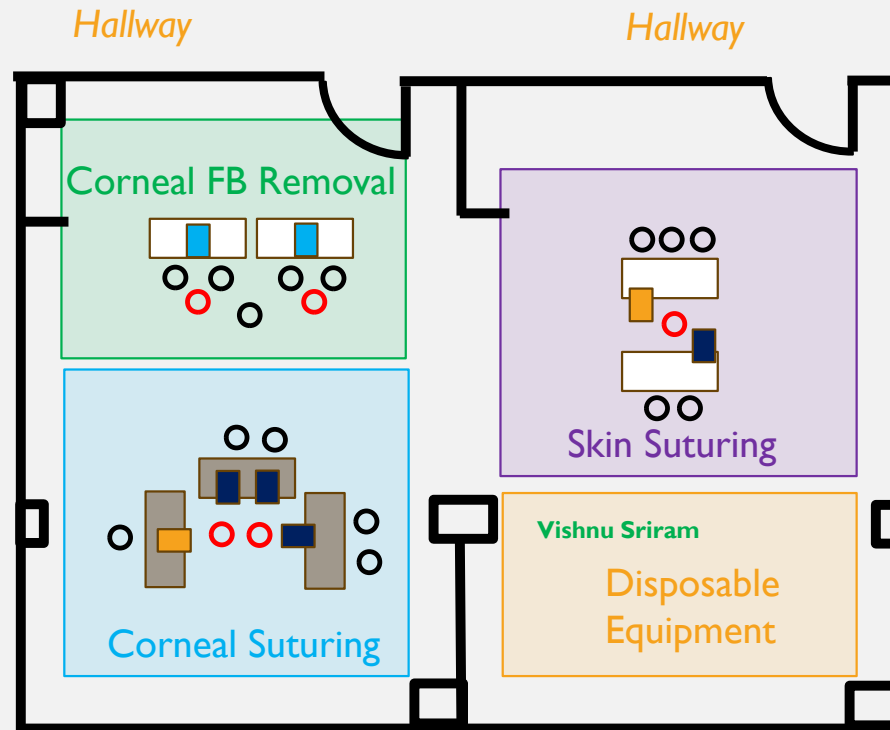 Hallway
Hallway
Corneal FB Removal
Skin Suturing
Vishnu Sriram
Disposable
Equipment
Corneal Suturing